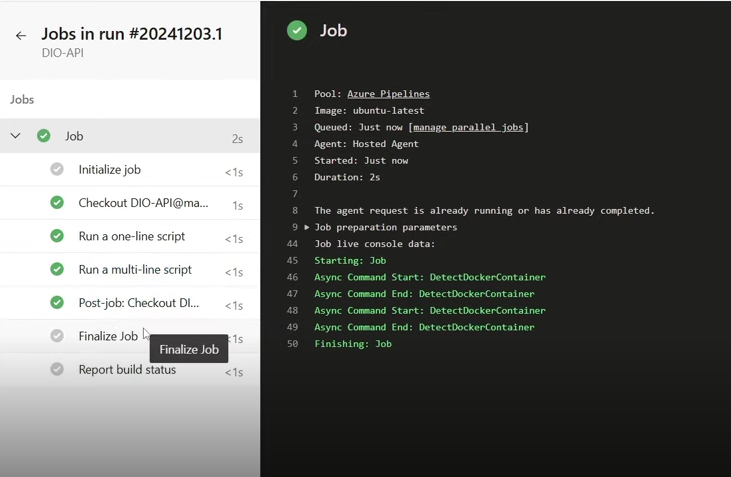 Jobs in run #20241203.1
DIO-API
Jobs
Job
2s
Initialize job
<1s
Checkout DIO-API@ma...
1s
Run a one-line script
<1s
Run a multi-line script
<1s
Post-job: Checkout DI...
<1s
Finalize Job
<1s
Finalize Job
Report build status
<1s
Job
1 Pool: Azure Pipelines
2 Image: ubuntu-latest
3 Queued: Just now [manage parallel jobs]
4 Agent: Hosted Agent
5 Started: Just now
6 Duration: 2s
7
8 The agent request is already running or has already completed.
9 Job preparation parameters
44 Job live console data:
45 Starting: Job
46 Async Command Start: DetectDockerContainer
47 Async Command End: DetectDockerContainer
48 Async Command Start: DetectDockerContainer
49 Async Command End: DetectDockerContainer
50 Finishing: Job